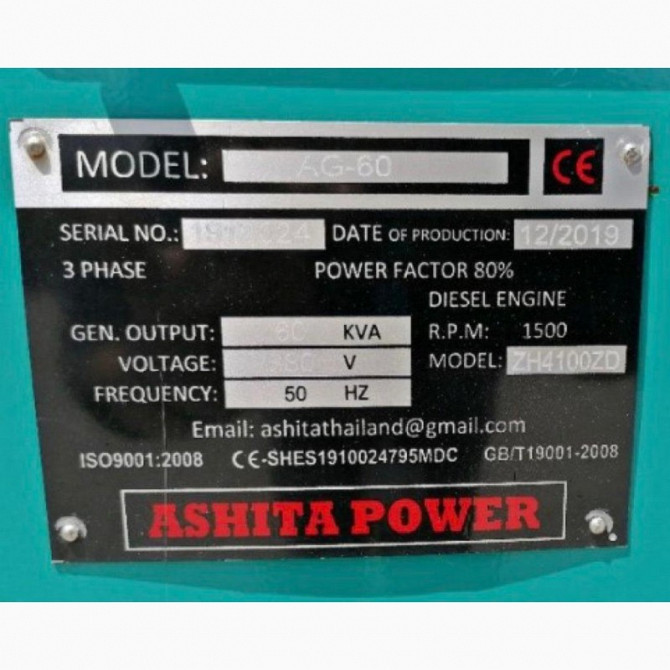 MODEL: AG-60 CE
SERIAL NO.: DATE OF PRODUCTION: 12/2019
3 PHASE POWER FACTOR 80%
DIESEL ENGINE
GEN. OUTPUT: 60 KVA R.P.M: 1500
VOLTAGE: 380 V MODEL: ZH4100ZD
FREQUENCY: 50 HZ
Email: ashitathailand@gmail.com
ISO9001:2008 CE-SHES1910024795MDC GB/T19001-2008
ASHITA POWER